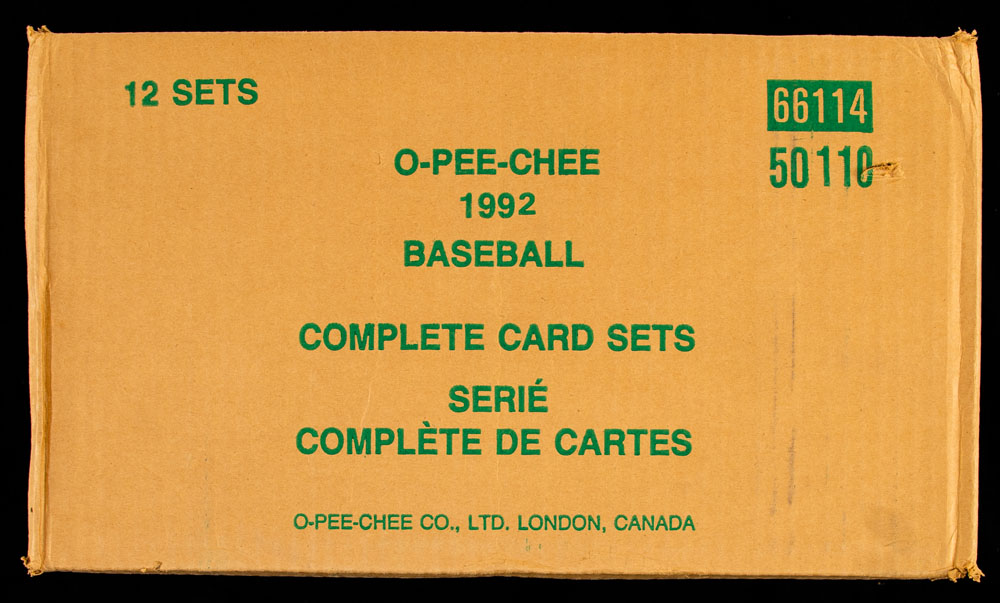 12 SETS
66114
50110
O-PEE-CHEE
1992
BASEBALL
COMPLETE CARD SETS
SERIÉ
COMPLÈTE DE CARTES
O-PEE-CHEE CO., LTD. LONDON, CANADA